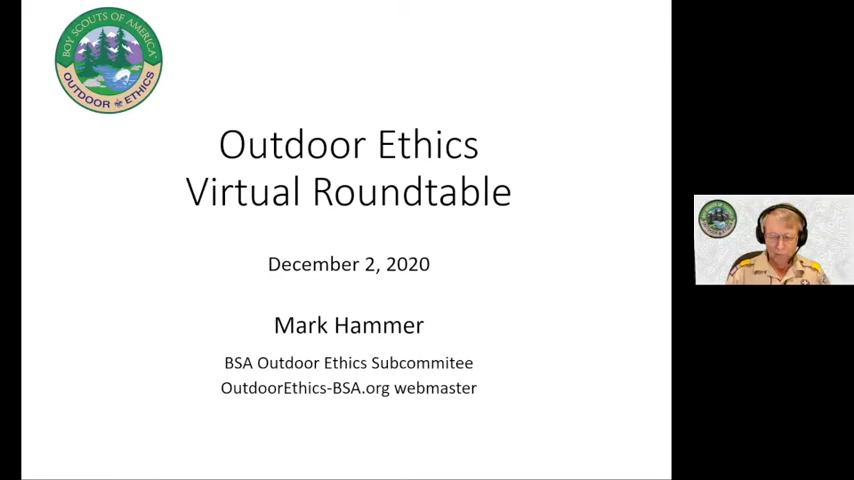 BOY SCOUTS OF AMERICA
OUTDOOR ETHICS
Outdoor Ethics
Virtual Roundtable
December 2, 2020
Mark Hammer
BSA Outdoor Ethics Subcommitee
OutdoorEthics-BSA.org webmaster